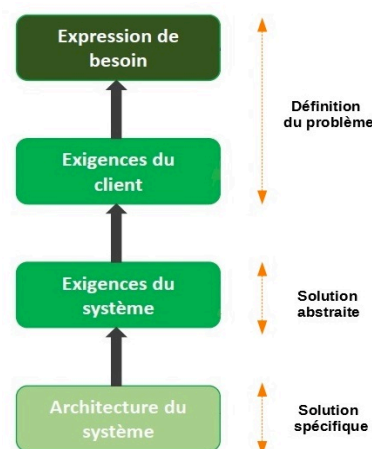 Expression de
besoin
Définition
du problème
Exigences du
client
Exigences du
système
Solution
abstraite
Architecture du
système
Solution
spécifique